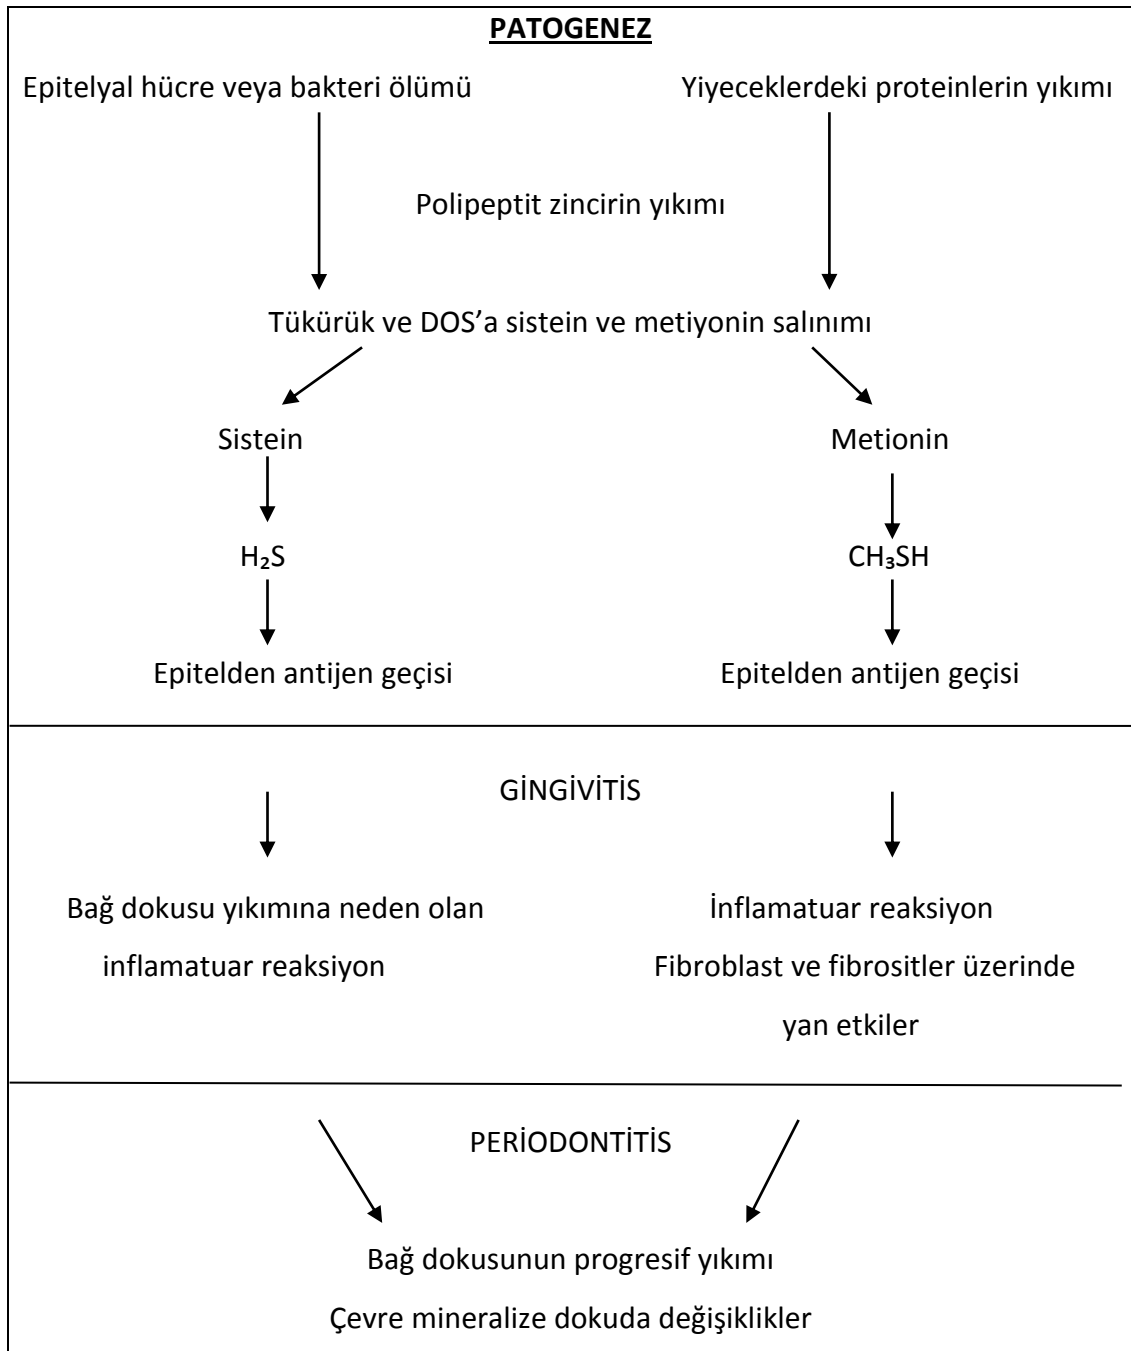 PATOGENEZ
Epitelyal hücre veya bakteri ölümü
Yiyeceklerdeki proteinlerin yıkımı
Polipeptit zincirin yıkımı
Tükürük ve DOS’a sistein ve metiyonin salınımı
Sistein
Metionin
H₂S
CH₃SH
Epitelden antijen geçisi
Epitelden antijen geçisi
GİNGİVİTİS
Bağ dokusu yıkımına neden olan
inflamatuar reaksiyon
İnflamatuar reaksiyon
Fibroblast ve fibrositler üzerinde
yan etkiler
PERİODONTİTİS
Bağ dokusunun progresif yıkımı
Çevre mineralize dokuda değişiklikler